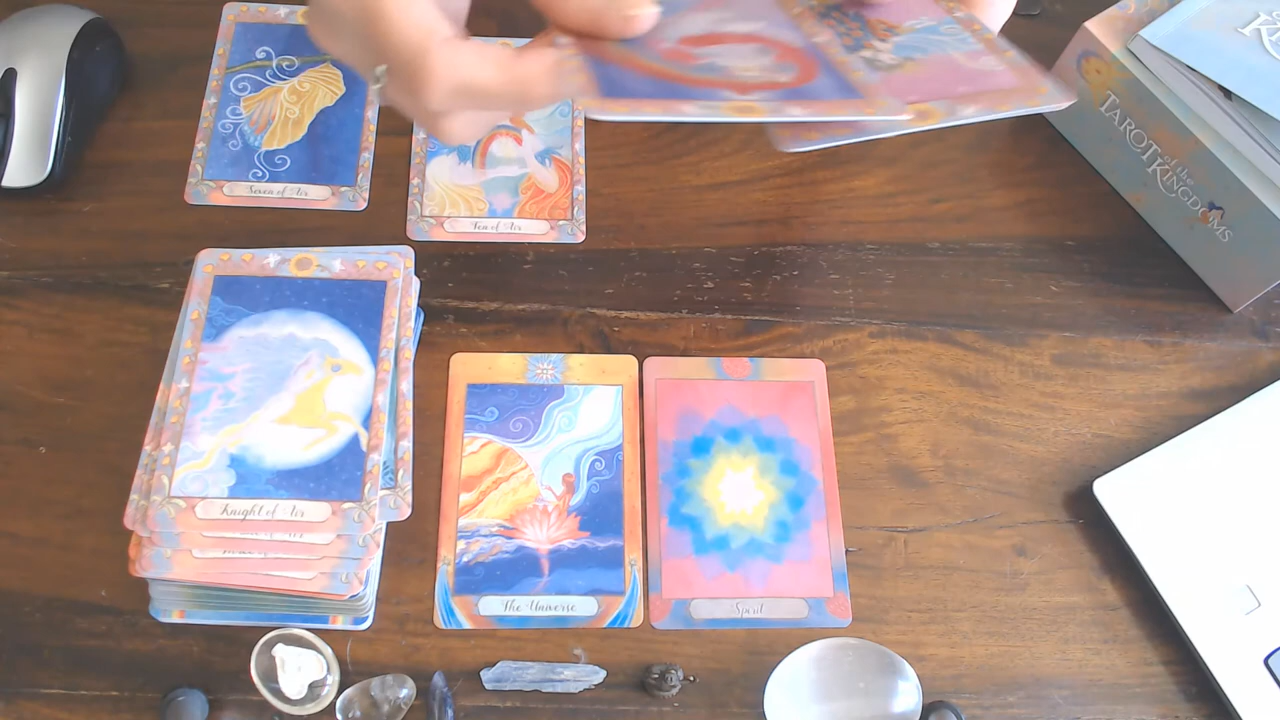 Seven of Air
Ten of Air
TAROT of the KINGDOMS
K
Knight of Air
The Universe
Spirit